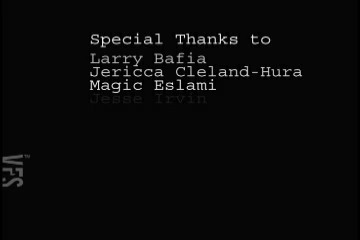 Special Thanks to
Larry Bafia
Jericca Cleland-Hura
Magic Eslami
Jesse Irvin
VFS